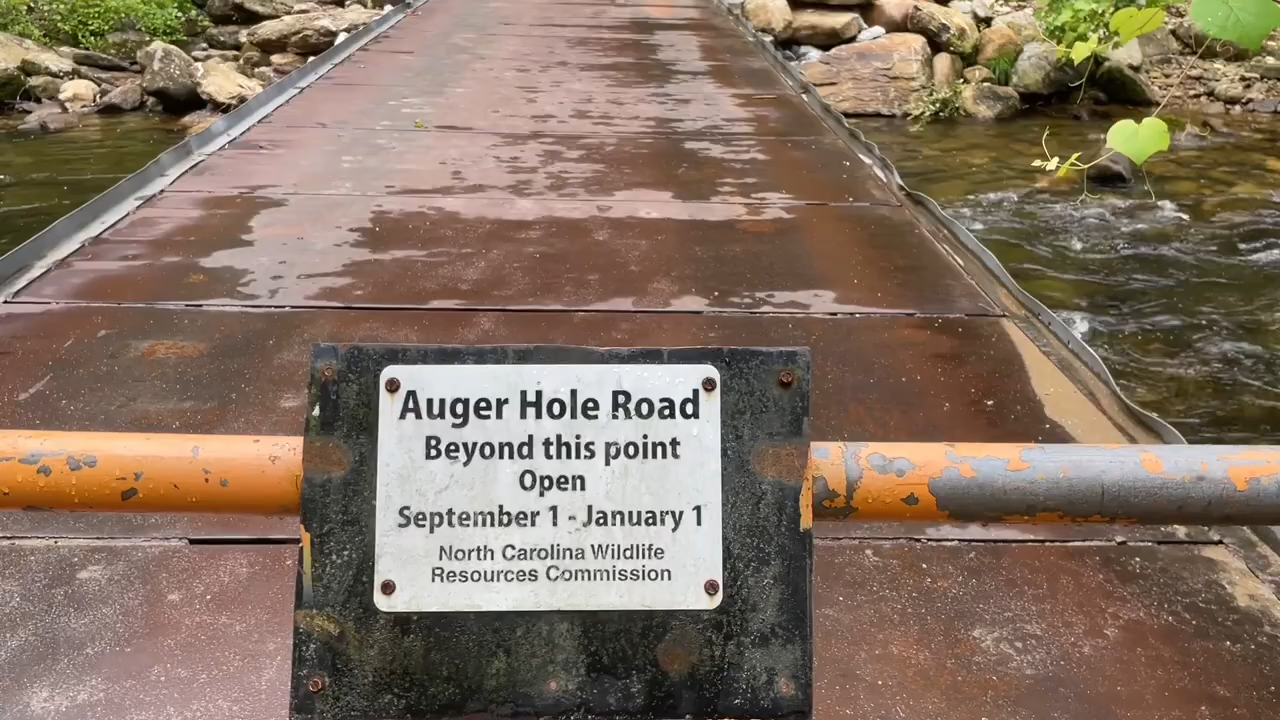 Auger Hole Road
Beyond this point
Open
September 1 - January 1
North Carolina Wildlife
Resources Commission